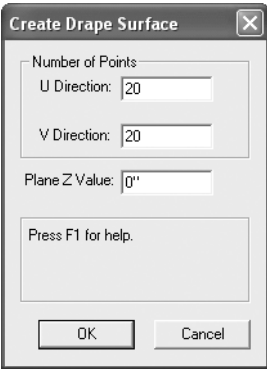 Create Drape Surface
Number of Points
U Direction: 20
V Direction: 20
Plane Z Value: 0"
Press F1 for help.
OK Cancel